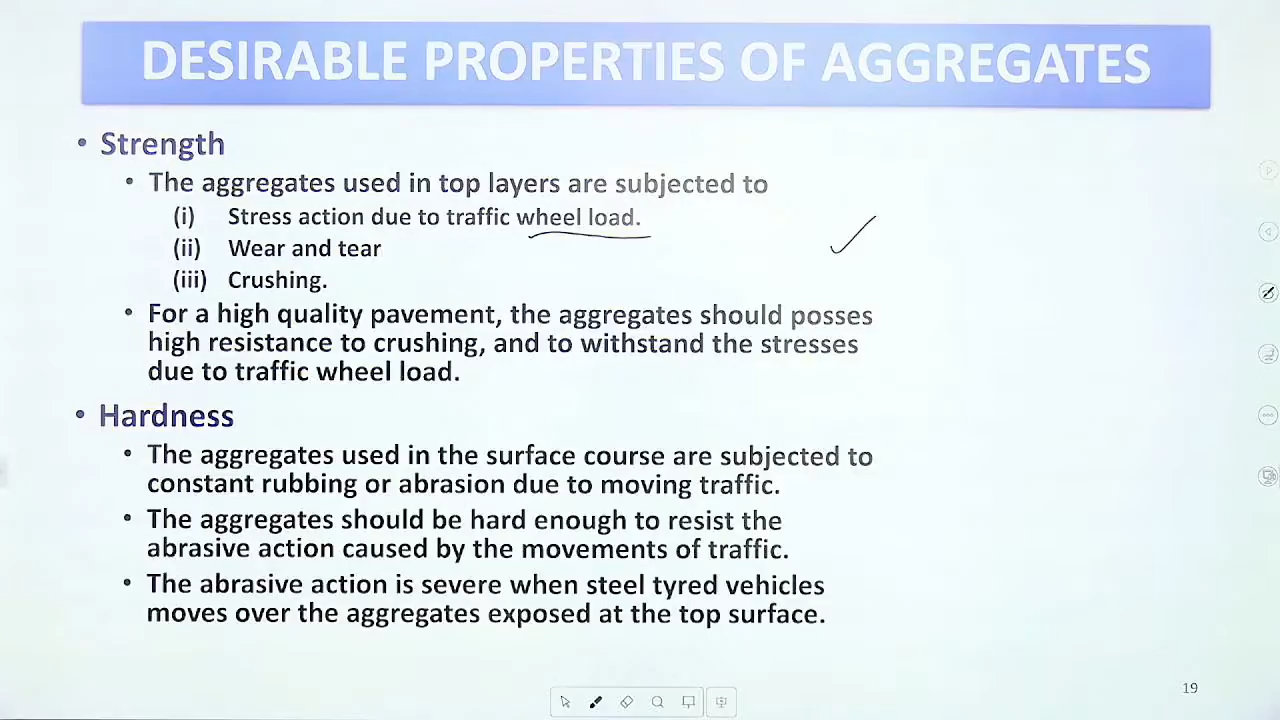 DESIRABLE PROPERTIES OF AGGREGATES
• Strength
• The aggregates used in top layers are subjected to
(i) Stress action due to traffic wheel load.
(ii) Wear and tear
(iii) Crushing.
• For a high quality pavement, the aggregates should posses
high resistance to crushing, and to withstand the stresses
due to traffic wheel load.
• Hardness
• The aggregates used in the surface course are subjected to
constant rubbing or abrasion due to moving traffic.
• The aggregates should be hard enough to resist the
abrasive action caused by the movements of traffic.
• The abrasive action is severe when steel tyred vehicles
moves over the aggregates exposed at the top surface.
19